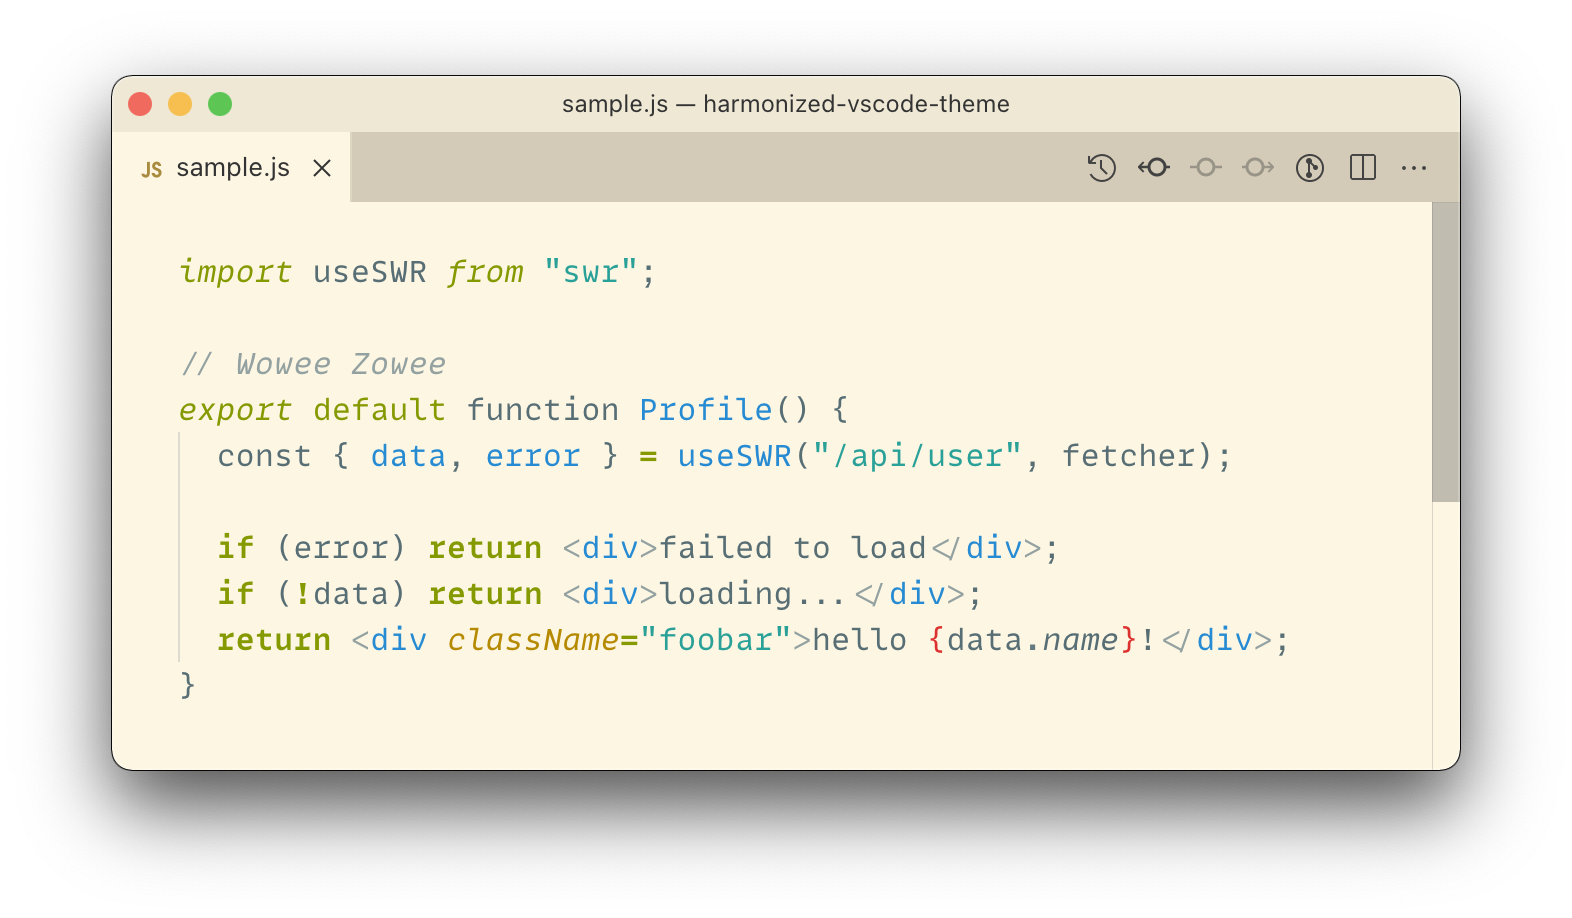 sample.js — harmonized-vscode-theme
JS sample.js
import useSWR from "swr";
// Wowee Zowee
export default function Profile() {
  const { data, error } = useSWR("/api/user", fetcher);
  if (error) return <div>failed to load</div>;
  if (!data) return <div>loading...</div>;
  return <div className="foobar">hello {data.name}!</div>;
}